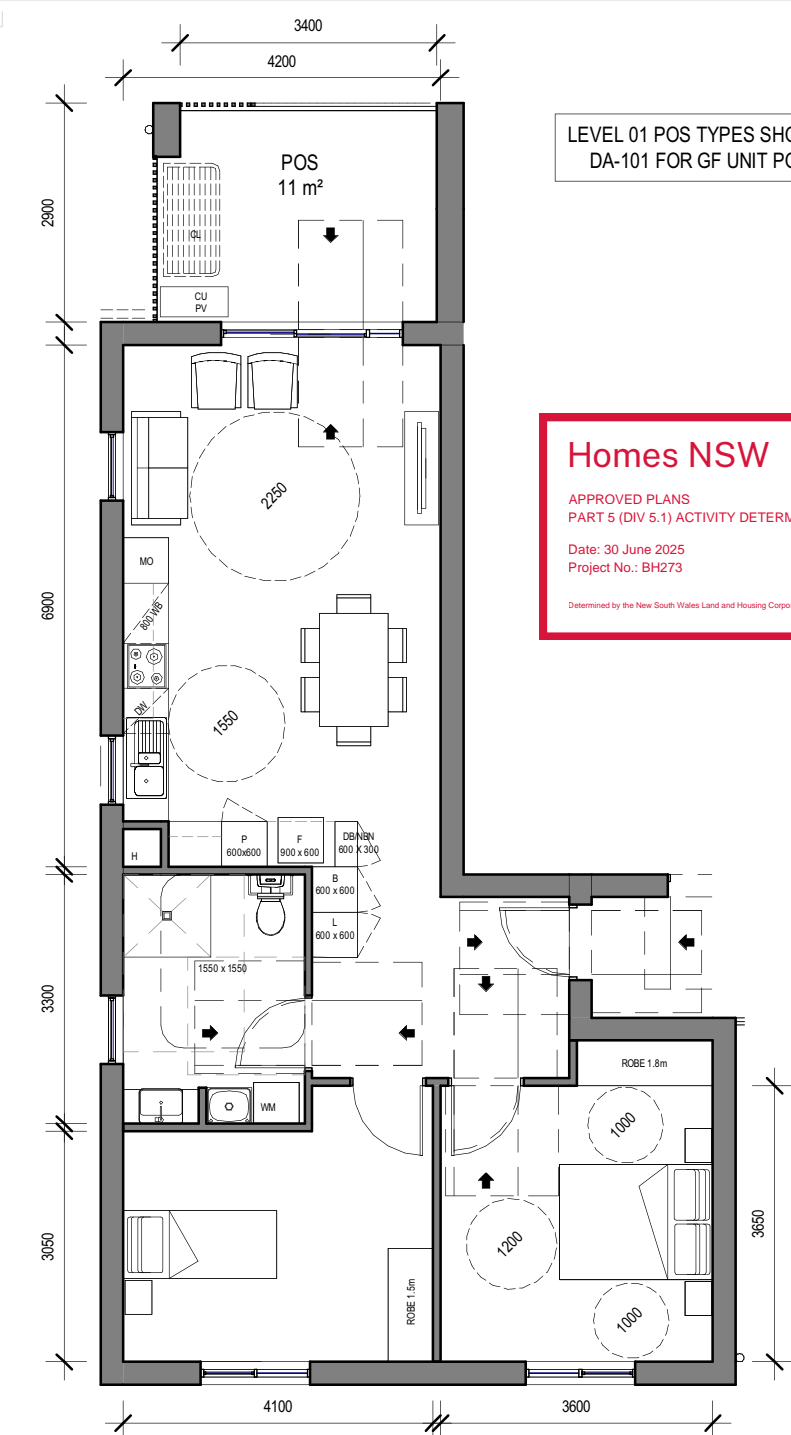 3400
4200
LEVEL 01 POS TYPES SHO
DA-101 FOR GF UNIT PO
POS
11 m²
2900
CL
CU
PV
Homes NSW
APPROVED PLANS
PART 5 (DIV 5.1) ACTIVITY DETERM
Date: 30 June 2025
Project No.: BH273
Determined by the New South Wales Land and Housing Corpo
2250
MO
6900
800 WB
DW
1550
H
P
600x600
F
900 x 600
DB/NBN
600 X 300
B
600 x 600
L
600 x 600
1550 x 1550
3300
ROBE 1.8m
WM
1000
3050
1200
3650
ROBE 1.5m
1000
4100
3600